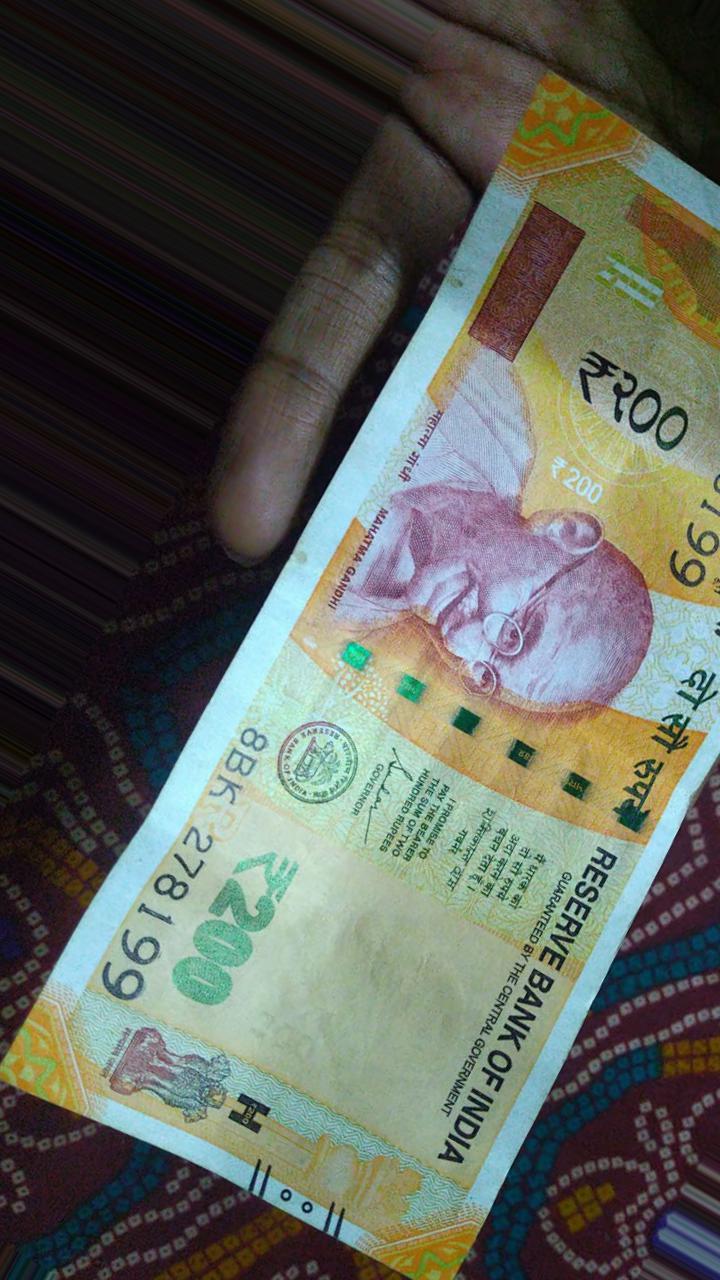 ₹२००
₹200
महात्मा गांधी
MAHATMA GANDHI
199
दो सौ रुपये
RESERVE BANK OF INDIA
GUARANTEED BY THE CENTRAL GOVERNMENT
I PROMISE TO
PAY THE BEARER
THE SUM OF TWO
HUNDRED RUPEES
GOVERNOR
8BK 278199
₹200